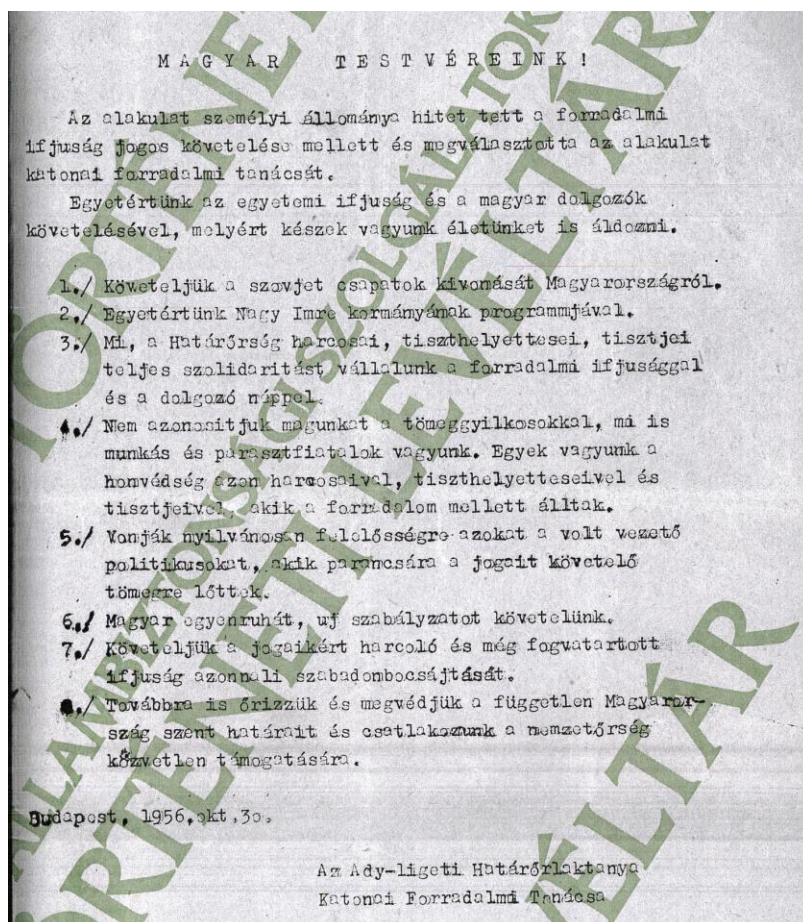 MAGYAR TESTVÉREINK!
Az alakulat személyi állománya hitet tett a forradalmi
ifjuság jogos követelése mellett és megválasztotta az alakulat
katonai forradalmi tanácsát.
Egyetértünk az egyetemi ifjuság és a magyar dolgozók
követelésével, melyért készek vagyunk életünket is áldozni.
1./ Követeljük a szovjet csapatok kivonását Magyarországról.
2./ Egyetértünk Nagy Imre kormányának programmjával.
3./ Mi, a Határőrség harcosai, tiszthelyettesei, tisztjei
teljes szolidaritást vállalunk a forradalmi ifjusággal
és a dolgozó néppel.
4./ Nem azonositjuk magunkat a tömeggyilkosokkal, mi is
munkás és parasztfiatalok vagyunk. Egyek vagyunk a
honvédség azon harcosaival, tiszthelyetteseivel és
tisztjeivel, akik a forradalom mellett álltak.
5./ Vonják nyilvánosan felelősségre azokat a volt vezető
politikusokat, akik parancsára a jogait követelő
tömegre lőttek.
6./ Magyar egyenruhát, uj szabályzatot követelünk.
7./ Követeljük a jogaikért harcoló és még fogvatartott
ifjuság azonnali szabadonbocsájtását.
8./ Továbbra is őrizzük és megvédjük a független Magyaror-
szág szent határait és csatlakozunk a nemzetőrség
közvetlen támogatására.
Budapest, 1956.okt.30.
Az Ady-ligeti Határőrlaktanya
Katonai Forradalmi Tanácsa
ÁLLAMBIZTONSÁGI SZOLGÁLATOK
TÖRTÉNETI LEVÉLTÁRA